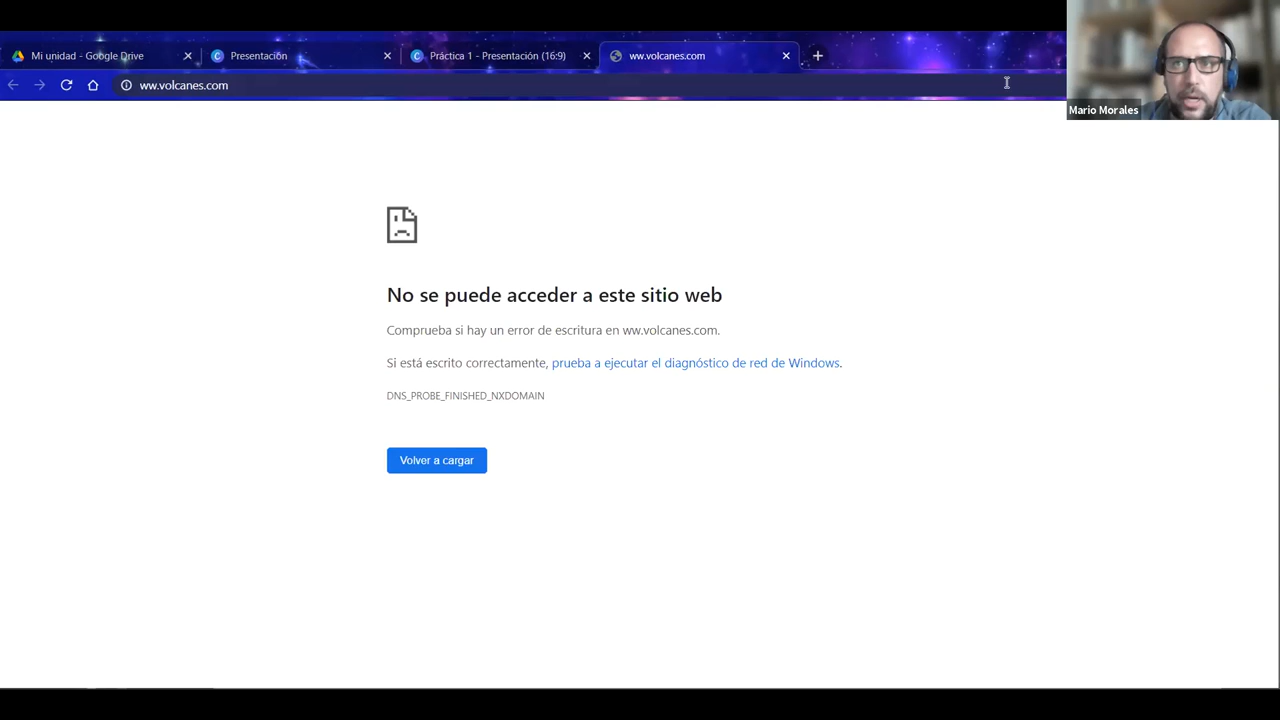 Mi unidad - Google Drive
Presentación
Práctica 1 - Presentación (16:9)
ww.volcanes.com
ww.volcanes.com
Mario Morales
No se puede acceder a este sitio web
Comprueba si hay un error de escritura en ww.volcanes.com.
Si está escrito correctamente, prueba a ejecutar el diagnóstico de red de Windows.
DNS_PROBE_FINISHED_NXDOMAIN
Volver a cargar